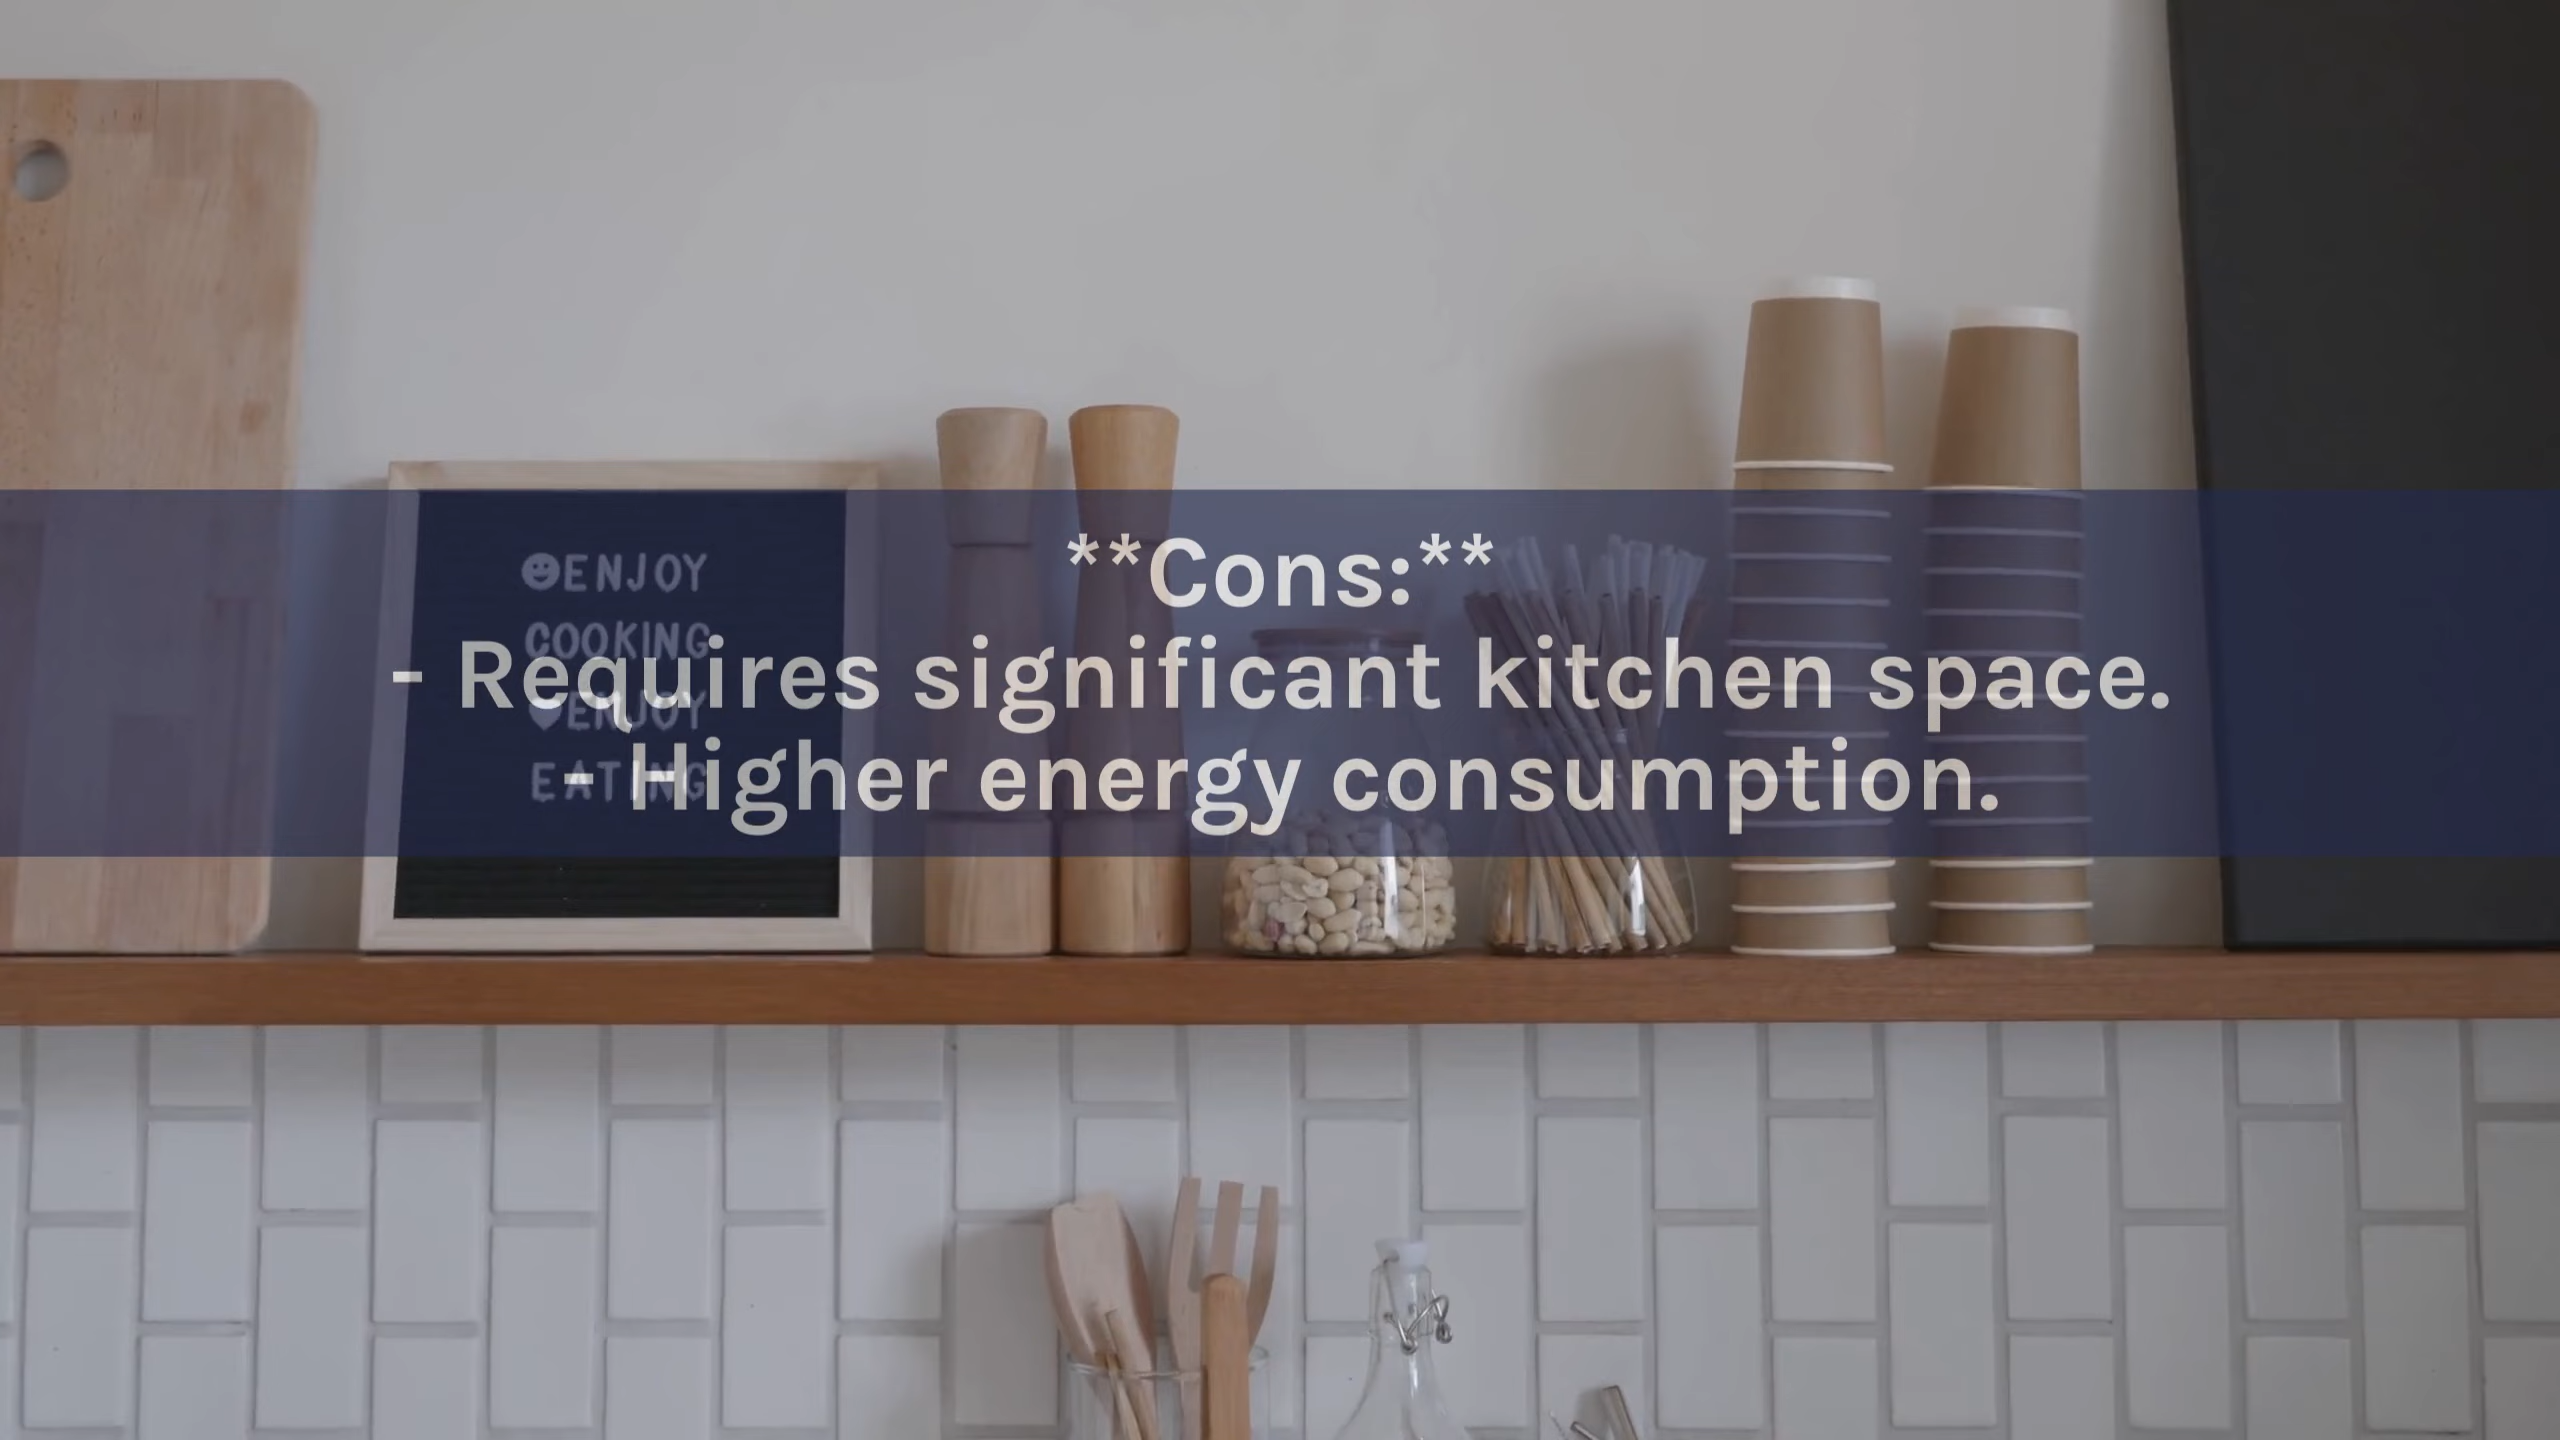 **Cons:**
- Requires significant kitchen space.
- Higher energy consumption.
☻ENJOY
COOKING
♥ENJOY
EATING